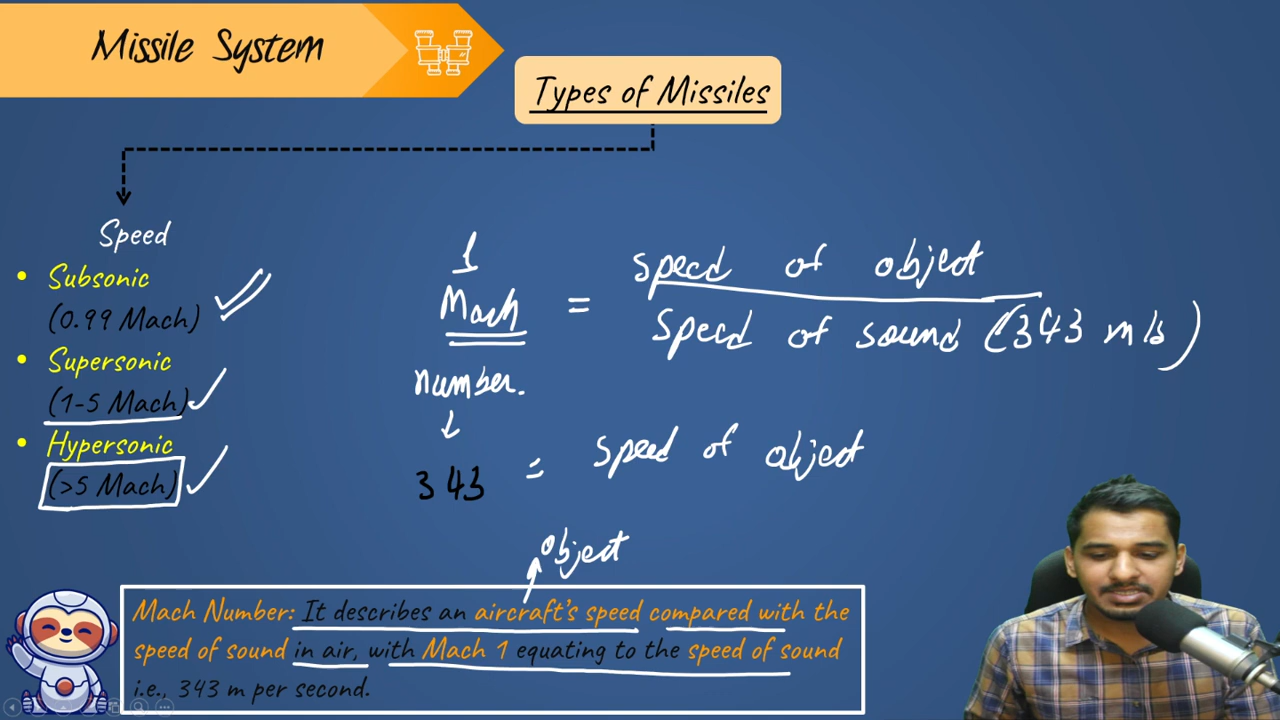 Missile System
Types of Missiles
Speed
• Subsonic
(0.99 Mach)
• Supersonic
(1-5 Mach)
• Hypersonic
(>5 Mach)
1
Mach = speed of object
speed of sound (343 m/s)
number.
343 = speed of object
object
Mach Number: It describes an aircraft's speed compared with the
speed of sound in air, with Mach 1 equating to the speed of sound
i.e., 343 m per second.